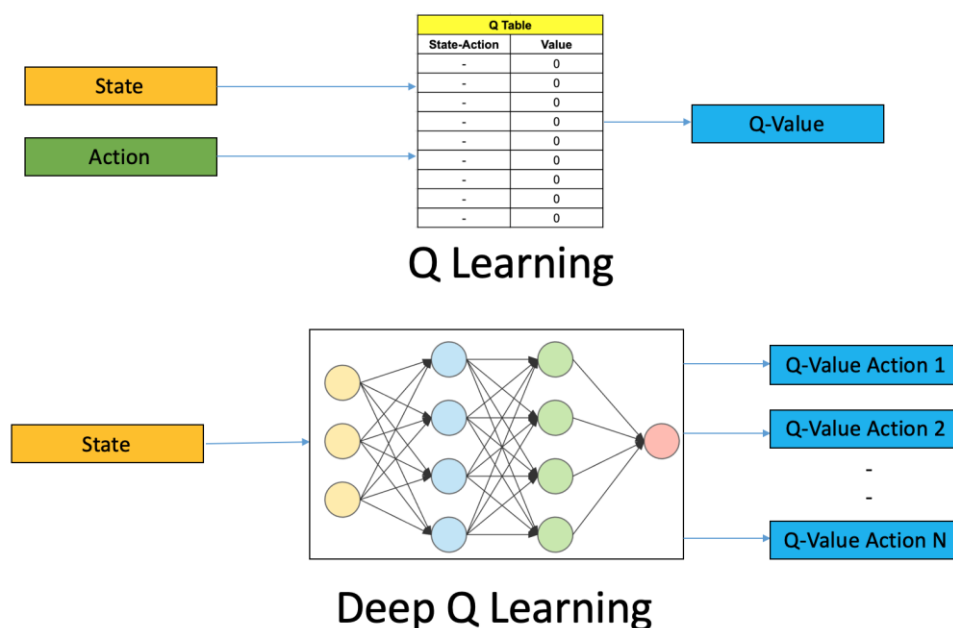 Q Table
State-Action Value
- 0
- 0
- 0
- 0
- 0
- 0
- 0
- 0
- 0
State
Action
Q-Value
Q Learning
State
Q-Value Action 1
Q-Value Action 2
-
-
Q-Value Action N
Deep Q Learning